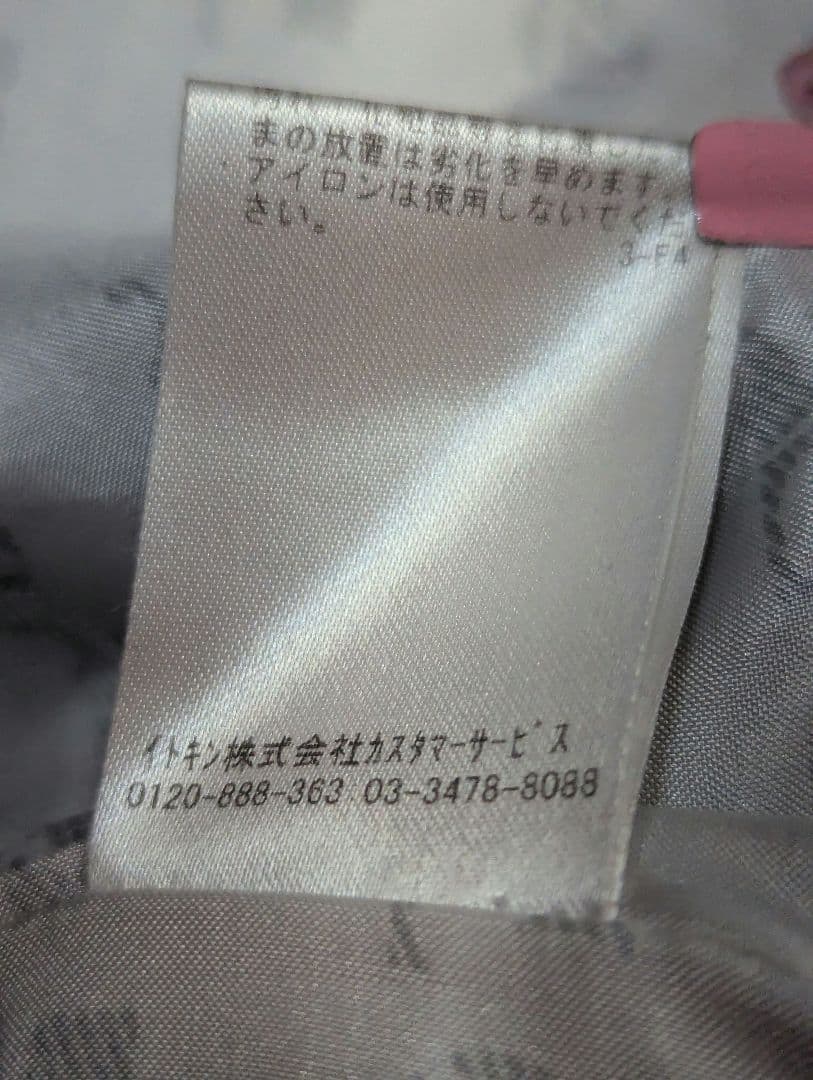 まの放置は劣化を早めます。
アイロンは使用しないでくだ
さい。
3-F4
イトキン株式会社カスタマーサービス
0120-888-363 03-3478-8088